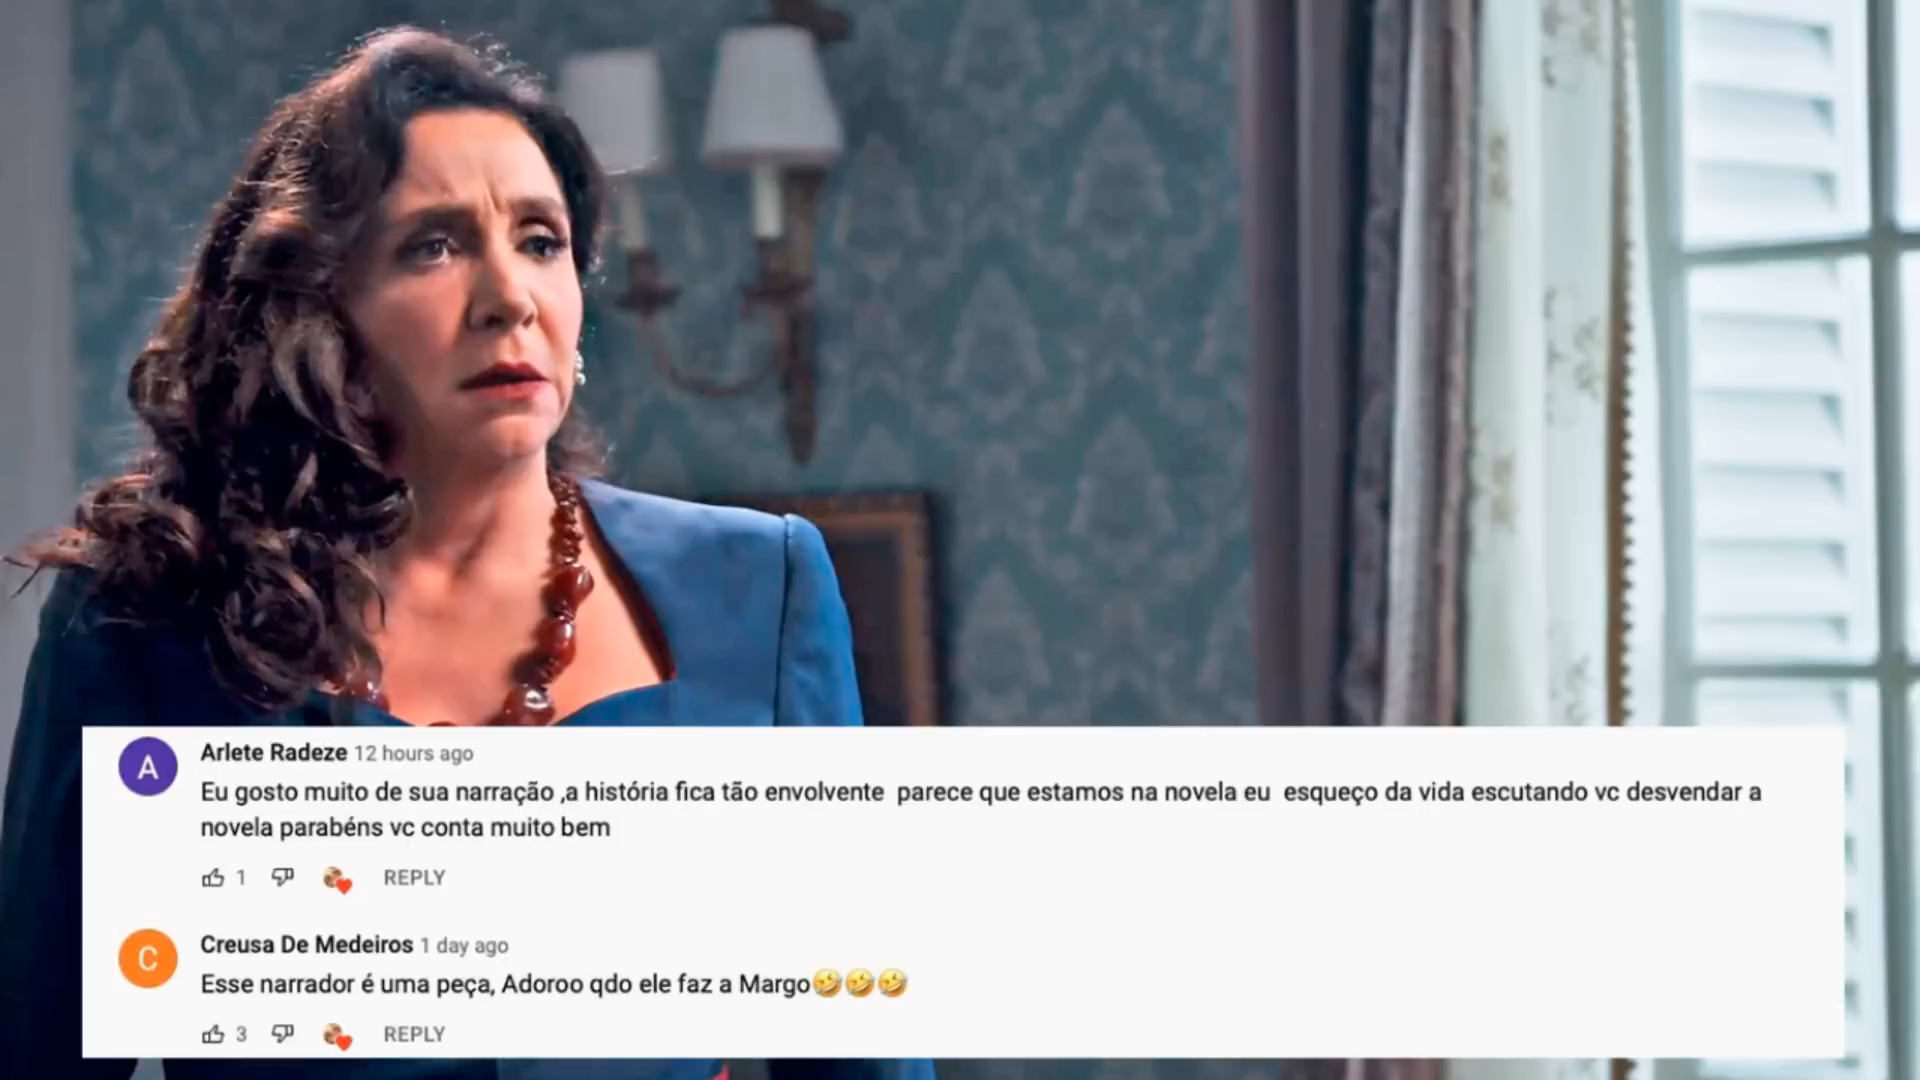 A
Arlete Radeze 12 hours ago
Eu gosto muito de sua narração ,a história fica tão envolvente  parece que estamos na novela eu  esqueço da vida escutando vc desvendar a
novela parabéns vc conta muito bem
1 REPLY
C
Creusa De Medeiros 1 day ago
Esse narrador é uma peça, Adoroo qdo ele faz a Margo🤣🤣🤣
3 REPLY